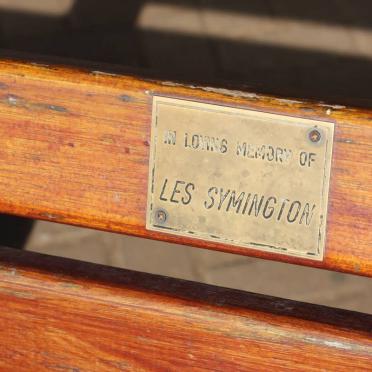 IN LOVING MEMORY OF
LES SYMINGTON